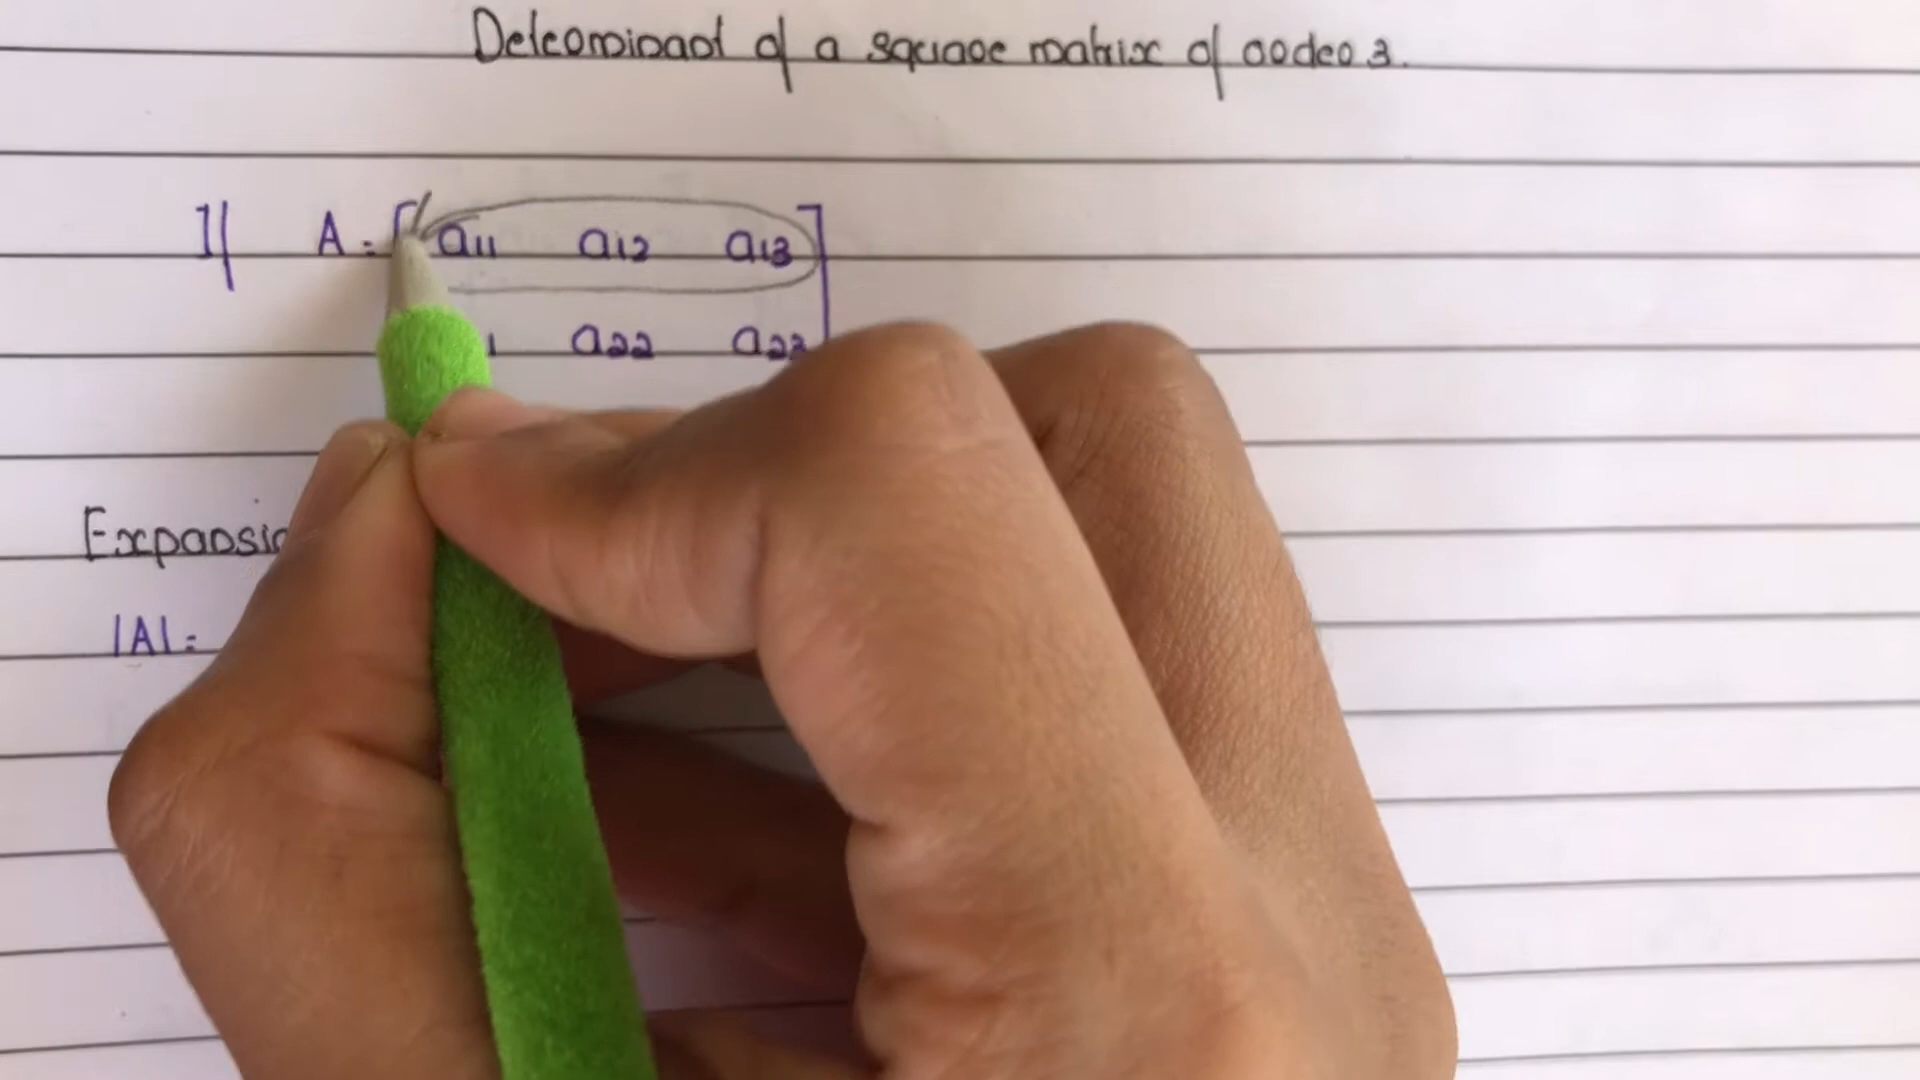 Determinant of a square matrix of order 3.
If A = [ a11 a12 a13 ]
a22 a23
Expansio
|A| =